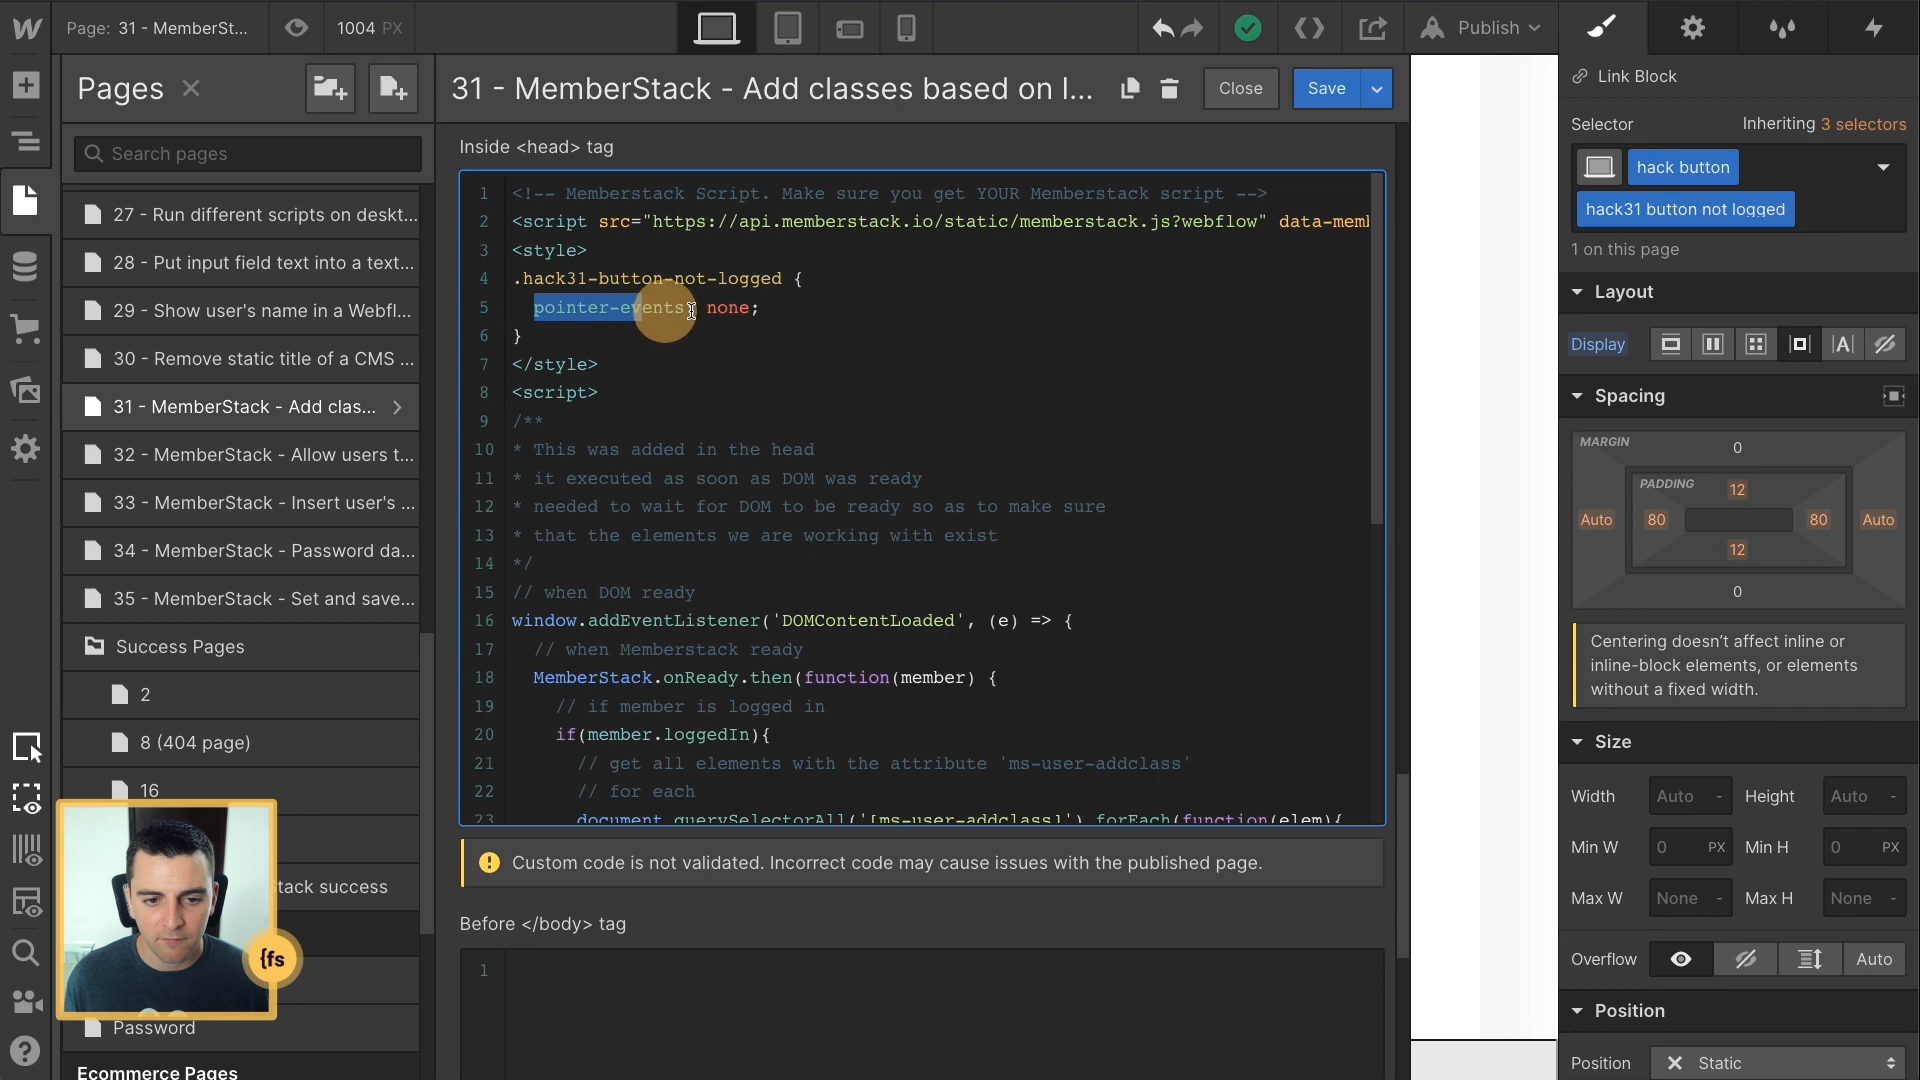 Page: 31 - MemberSt...
1004 PX
Publish
Pages
Search pages
27 - Run different scripts on deskt...
28 - Put input field text into a text...
29 - Show user's name in a Webfl...
30 - Remove static title of a CMS ...
31 - MemberStack - Add clas...
32 - MemberStack - Allow users t...
33 - MemberStack - Insert user's ...
34 - MemberStack - Password da...
35 - MemberStack - Set and save...
Success Pages
2
8 (404 page)
16
tack success
Password
Ecommerce Pages
{fs
31 - MemberStack - Add classes based on l...
Close
Save
Inside <head> tag
1 <!-- Memberstack Script. Make sure you get YOUR Memberstack script -->
2 <script src="https://api.memberstack.io/static/memberstack.js?webflow" data-memb
3 <style>
4 .hack31-button-not-logged {
5 pointer-events: none;
6 }
7 </style>
8 <script>
9 /**
10 * This was added in the head
11 * it executed as soon as DOM was ready
12 * needed to wait for DOM to be ready so as to make sure
13 * that the elements we are working with exist
14 */
15 // when DOM ready
16 window.addEventListener('DOMContentLoaded', (e) => {
17 // when Memberstack ready
18 MemberStack.onReady.then(function(member) {
19 // if member is logged in
20 if(member.loggedIn){
21 // get all elements with the attribute 'ms-user-addclass'
22 // for each
23 document.querySelectorAll('[ms-user-addclass]').forEach(function(elem){
Custom code is not validated. Incorrect code may cause issues with the published page.
Before </body> tag
1
Link Block
Selector
Inheriting 3 selectors
hack button
hack31 button not logged
1 on this page
Layout
Display
Spacing
MARGIN
0
PADDING
12
Auto 80 80 Auto
12
0
Centering doesn't affect inline or
inline-block elements, or elements
without a fixed width.
Size
Width Auto - Height Auto -
Min W 0 PX Min H 0 PX
Max W None - Max H None -
Overflow Auto
Position
Position Static